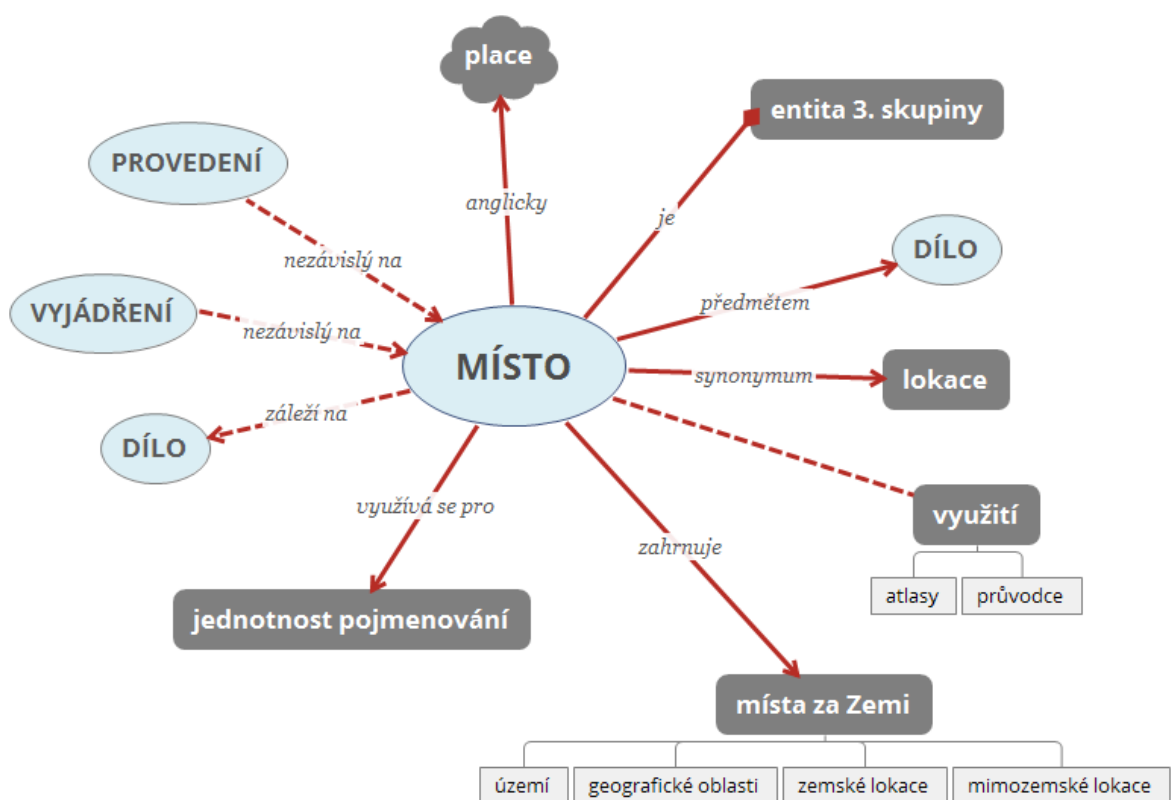 place
entita 3. skupiny
PROVEDENÍ
anglicky
je
DÍLO
nezávislý na
předmětem
VYJÁDŘENÍ
nezávislý na
MÍSTO
synonymum
lokace
záleží na
DÍLO
využívá se pro
využití
zahrnuje
atlasy
průvodce
jednotnost pojmenování
místa za Zemi
území
geografické oblasti
zemské lokace
mimozemské lokace